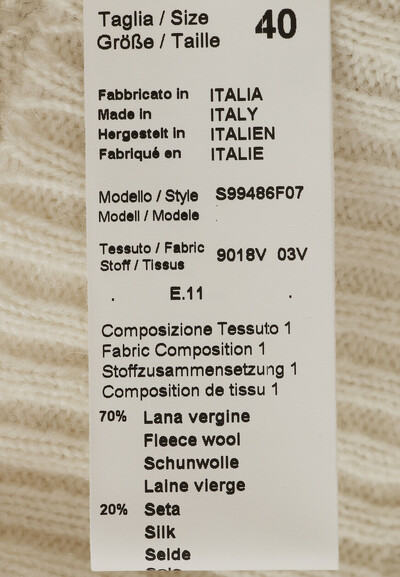 Taglia / Size 40
Größe / Taille
Fabbricato in ITALIA
Made in ITALY
Hergestelt in ITALIEN
Fabriqué en ITALIE
Modello / Style S99486F07
Modell / Modele
Tessuto / Fabric 9018V 03V
Stoff / Tissus
. E.11 .
Composizione Tessuto 1
Fabric Composition 1
Stoffzusammensetzung 1
Composition de tissu 1
70% Lana vergine
Fleece wool
Schunwolle
Laine vierge
20% Seta
Silk
Seide